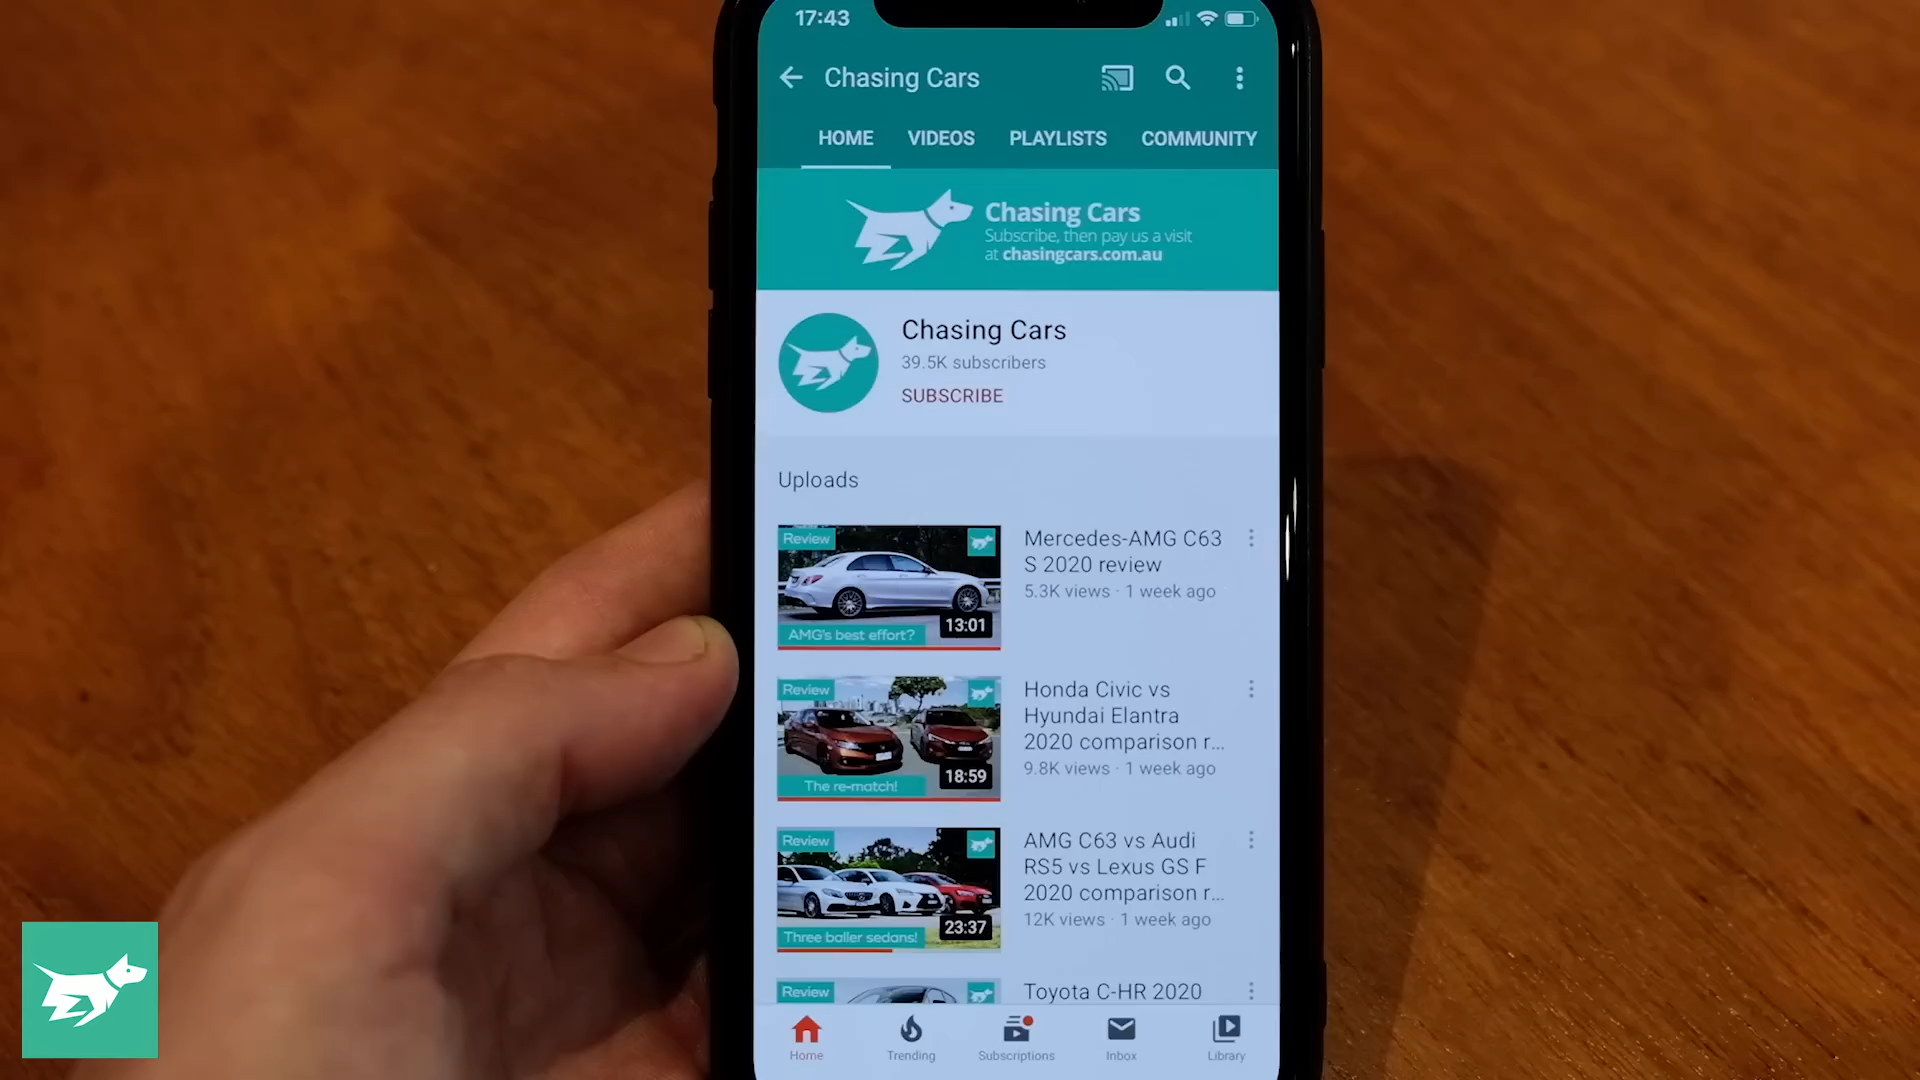 17:43
Chasing Cars
HOME VIDEOS PLAYLISTS COMMUNITY
Chasing Cars
Subscribe, then pay us a visit
at chasingcars.com.au
Chasing Cars
39.5K subscribers
SUBSCRIBE
Uploads
Review
AMG's best effort?
13:01
Mercedes-AMG C63
S 2020 review
5.3K views · 1 week ago
Review
The re-match!
18:59
Honda Civic vs
Hyundai Elantra
2020 comparison r...
9.8K views · 1 week ago
Review
Three baller sedans!
23:37
AMG C63 vs Audi
RS5 vs Lexus GS F
2020 comparison r...
12K views · 1 week ago
Review
Toyota C-HR 2020
Home Trending Subscriptions Inbox Library